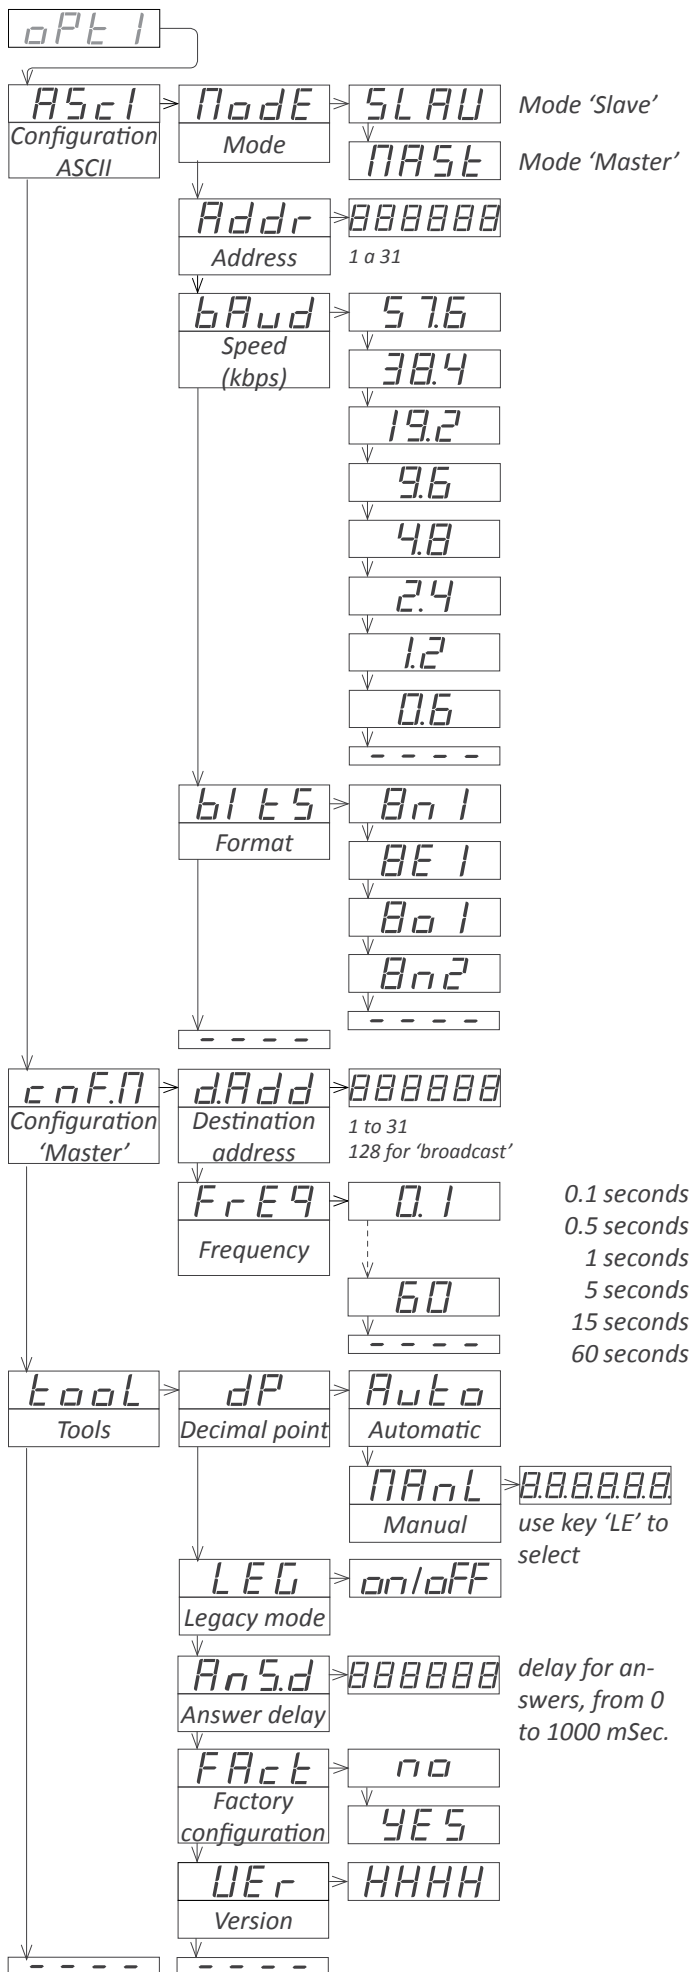 oPt 1
ASCI
Configuration
ASCII
ModE
Mode
SLAV
Mode ‘Slave’
MASt
Mode ‘Master’
Addr
Address
888888
1 a 31
bAud
Speed
(kbps)
57.6
38.4
19.2
9.6
4.8
2.4
1.2
0.6
- - - -
bItS
Format
8n1
8E1
8o1
8n2
- - - -
- - - -
cnF.M
Configuration
‘Master’
d.Add
Destination
address
888888
1 to 31
128 for ‘broadcast’
FrEq
Frequency
0.1
60
- - - -
0.1 seconds
0.5 seconds
1 seconds
5 seconds
15 seconds
60 seconds
tooL
Tools
dP
Decimal point
Auto
Automatic
MAnL
Manual
8.8.8.8.8.8.
use key ‘LE’ to
select
LEG
Legacy mode
on/oFF
AnS.d
Answer delay
888888
delay for an-
swers, from 0
to 1000 mSec.
FAct
Factory
configuration
no
YES
VEr
Version
HHHH
- - - -
- - - -